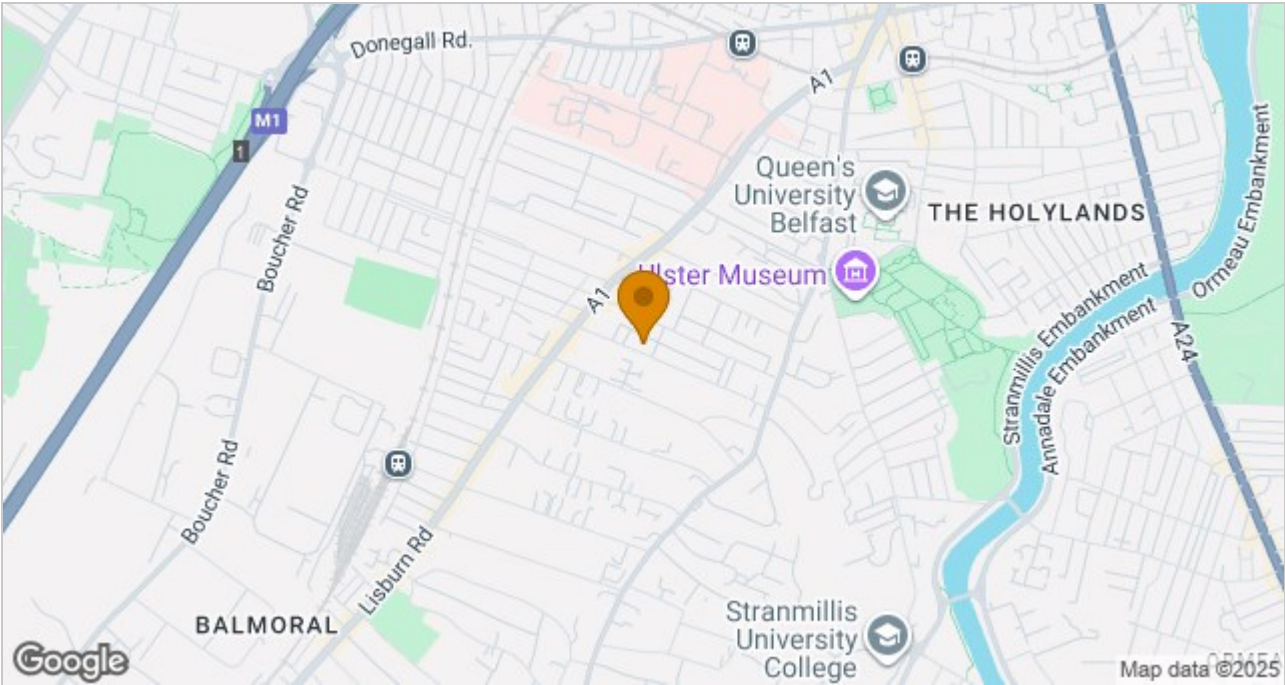 Donegall Rd.
A1
M1
1
Boucher Rd
Queen's
University
Belfast
THE HOLYLANDS
Ormeau Embankment
Ulster Museum
A1
Stranmillis Embankment
Annadale Embankment
A24
Boucher Rd
Lisburn Rd
BALMORAL
Stranmillis
University
College
Google
Map data ©2025